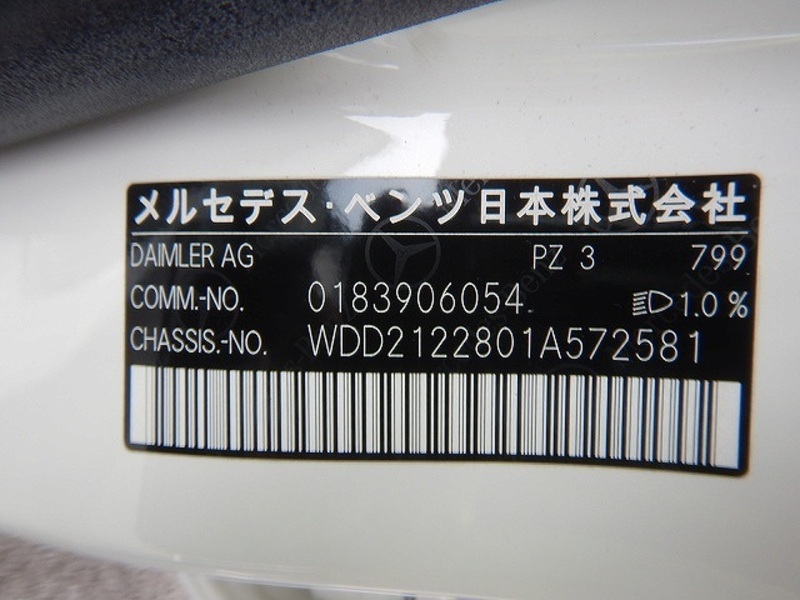 メルセデス・ベンツ日本株式会社
DAIMLER AG PZ 3 799
COMM.-NO. 0183906054 1.0 %
CHASSIS.-NO. WDD2122801A572581